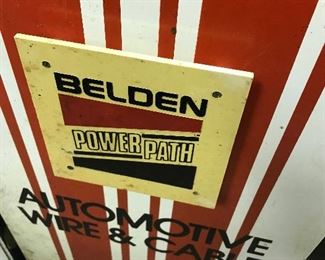 BELDEN
POWER PATH
AUTOMOTIVE
WIRE & CABLE